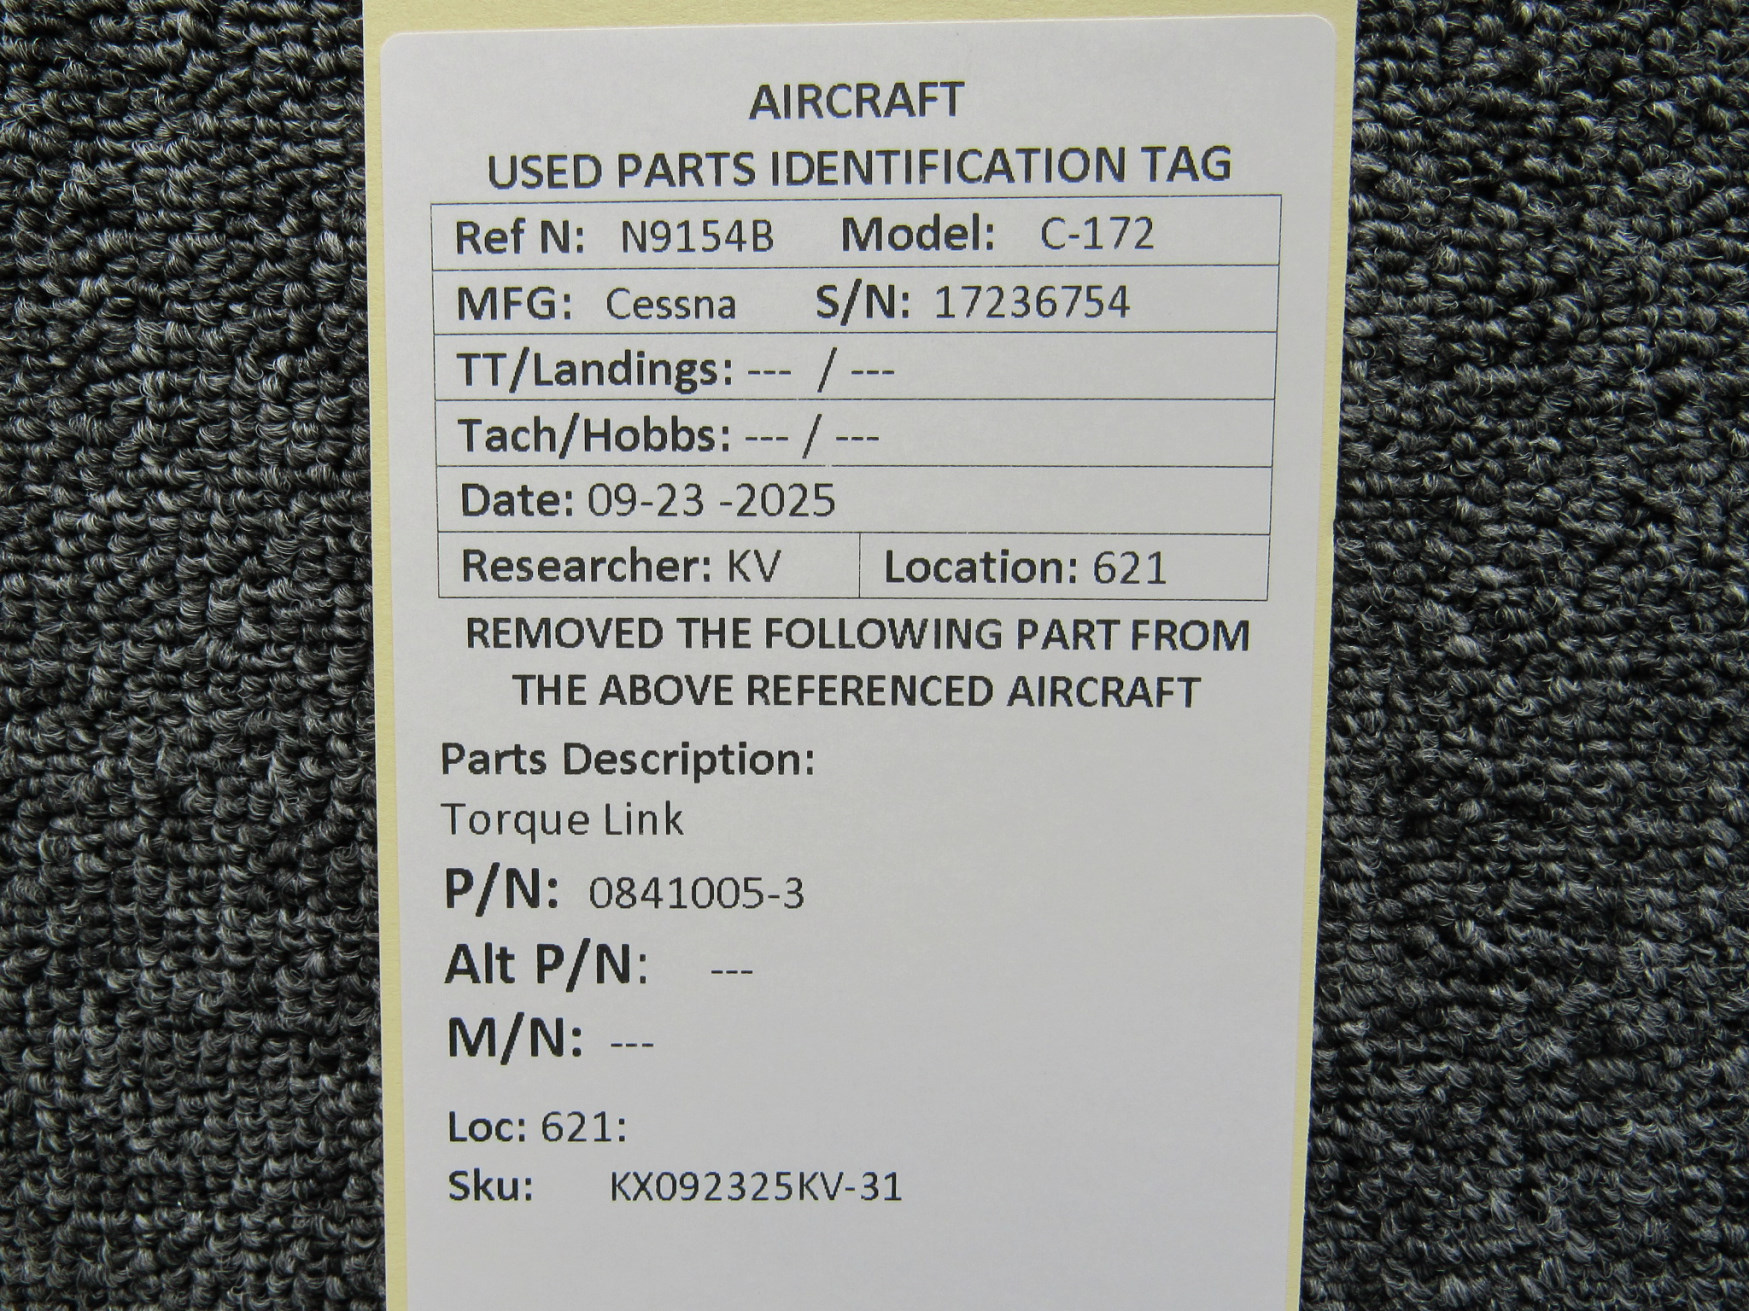 AIRCRAFT
USED PARTS IDENTIFICATION TAG
Ref N: N9154B Model: C-172
MFG: Cessna S/N: 17236754
TT/Landings: --- / ---
Tach/Hobbs: --- / ---
Date: 09-23 -2025
Researcher: KV Location: 621
REMOVED THE FOLLOWING PART FROM
THE ABOVE REFERENCED AIRCRAFT
Parts Description:
Torque Link
P/N: 0841005-3
Alt P/N: ---
M/N: ---
Loc: 621:
Sku: KX092325KV-31